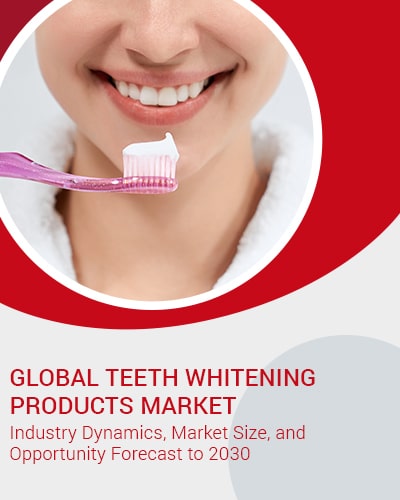 GLOBAL TEETH WHITENING
PRODUCTS MARKET
Industry Dynamics, Market Size, and
Opportunity Forecast to 2030